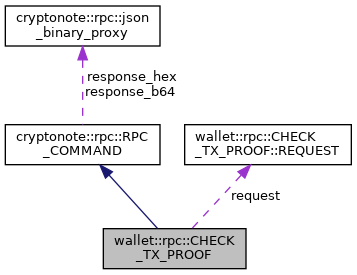 cryptonote::rpc::json
_binary_proxy
response_hex
response_b64
cryptonote::rpc::RPC
_COMMAND
wallet::rpc::CHECK
_TX_PROOF::REQUEST
request
wallet::rpc::CHECK
_TX_PROOF